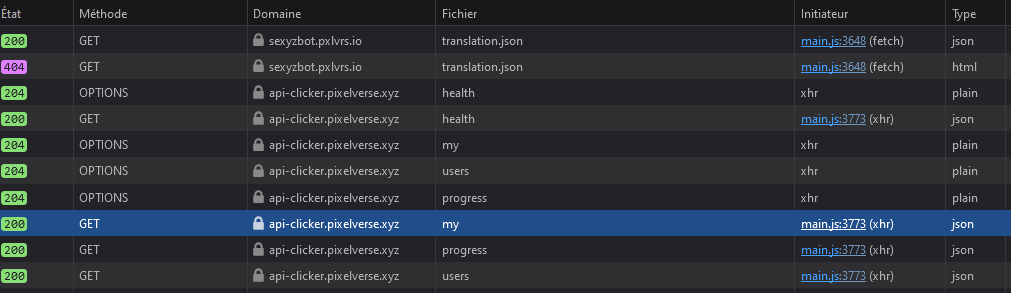 État Méthode Domaine Fichier Initiateur Type
200 GET sexyzbot.pxlvrs.io translation.json main.js:3648 (fetch) json
404 GET sexyzbot.pxlvrs.io translation.json main.js:3648 (fetch) html
204 OPTIONS api-clicker.pixelverse.xyz health xhr plain
200 GET api-clicker.pixelverse.xyz health main.js:3773 (xhr) json
204 OPTIONS api-clicker.pixelverse.xyz my xhr plain
204 OPTIONS api-clicker.pixelverse.xyz users xhr plain
204 OPTIONS api-clicker.pixelverse.xyz progress xhr plain
200 GET api-clicker.pixelverse.xyz my main.js:3773 (xhr) json
200 GET api-clicker.pixelverse.xyz progress main.js:3773 (xhr) json
200 GET api-clicker.pixelverse.xyz users main.js:3773 (xhr) json